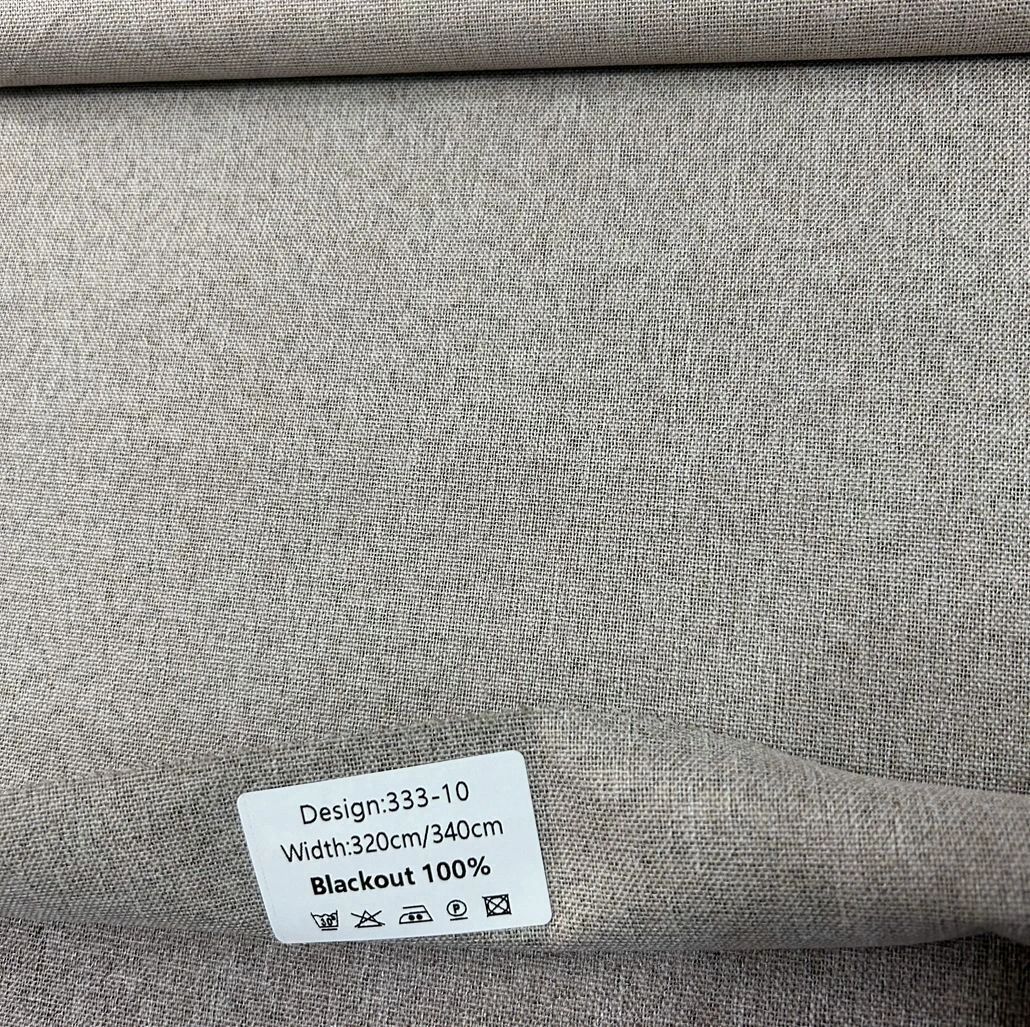 Design:333-10
Width:320cm/340cm
Blackout 100%
30° P